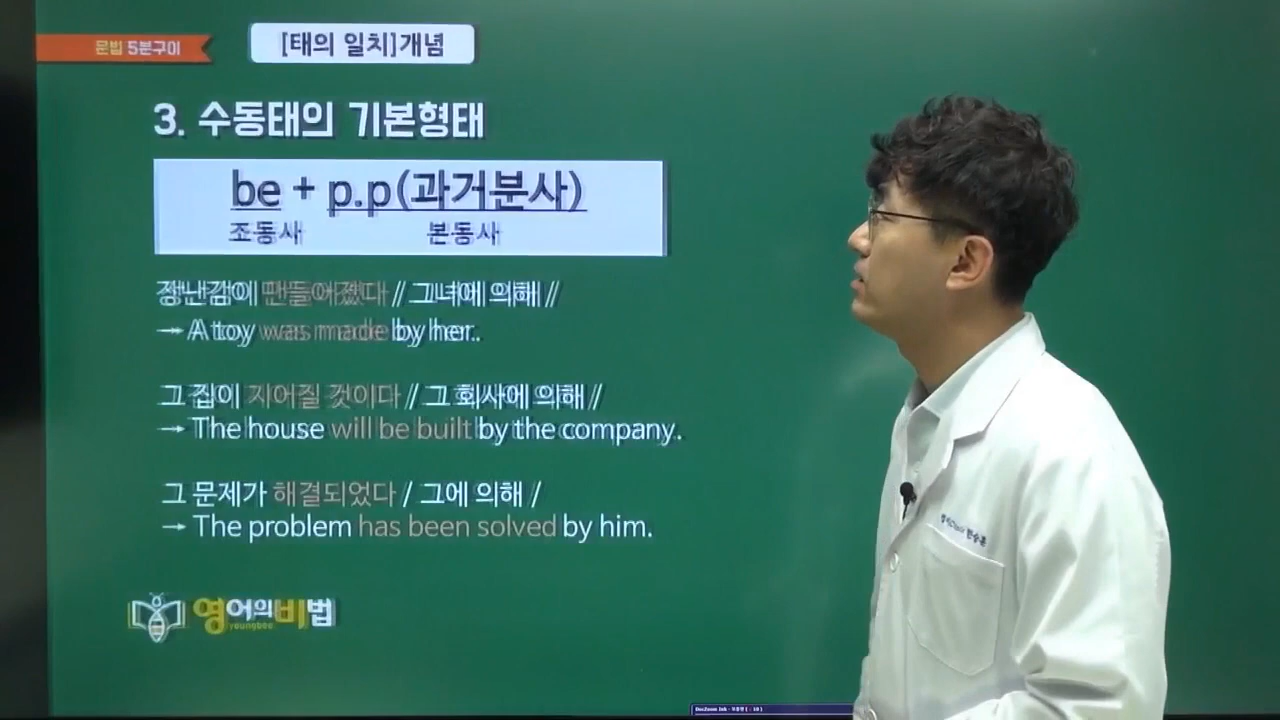 문법 5분구이
[태의 일치]개념
3. 수동태의 기본형태
be + p.p(과거분사)
조동사 본동사
장난감이 만들어졌다 // 그녀에 의해 //
→ A toy was made by her.
그 집이 지어질 것이다 / 그 회사에 의해 /
→ The house will be built by the company.
그 문제가 해결되었다 / 그에 의해 /
→ The problem has been solved by him.
영어의비법
youngbee